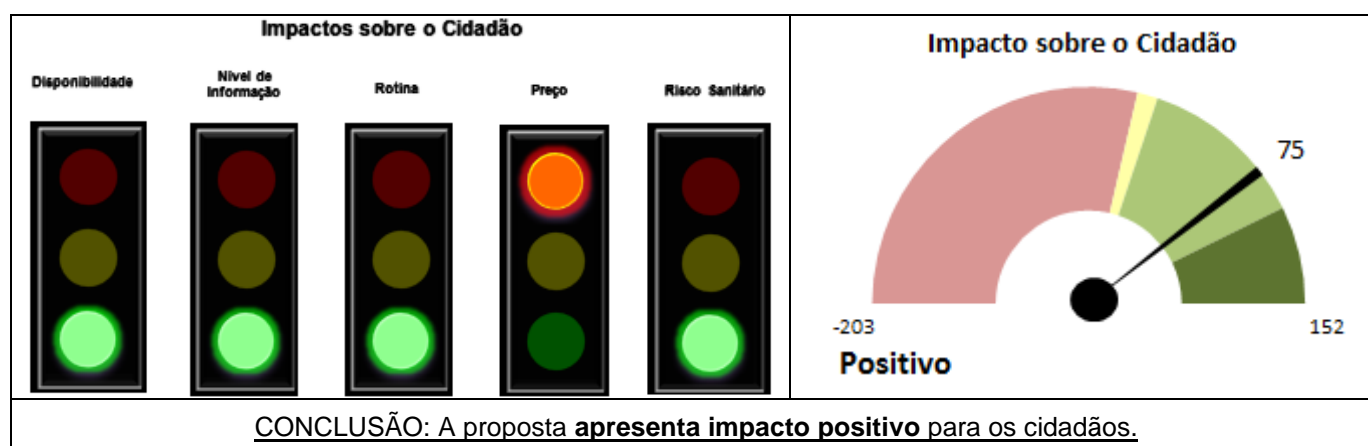 Impactos sobre o Cidadão
Disponibilidade
Nível de
Informação
Rotina
Preço
Risco Sanitário
Impacto sobre o Cidadão
75
-203
152
Positivo
CONCLUSÃO: A proposta apresenta impacto positivo para os cidadãos.